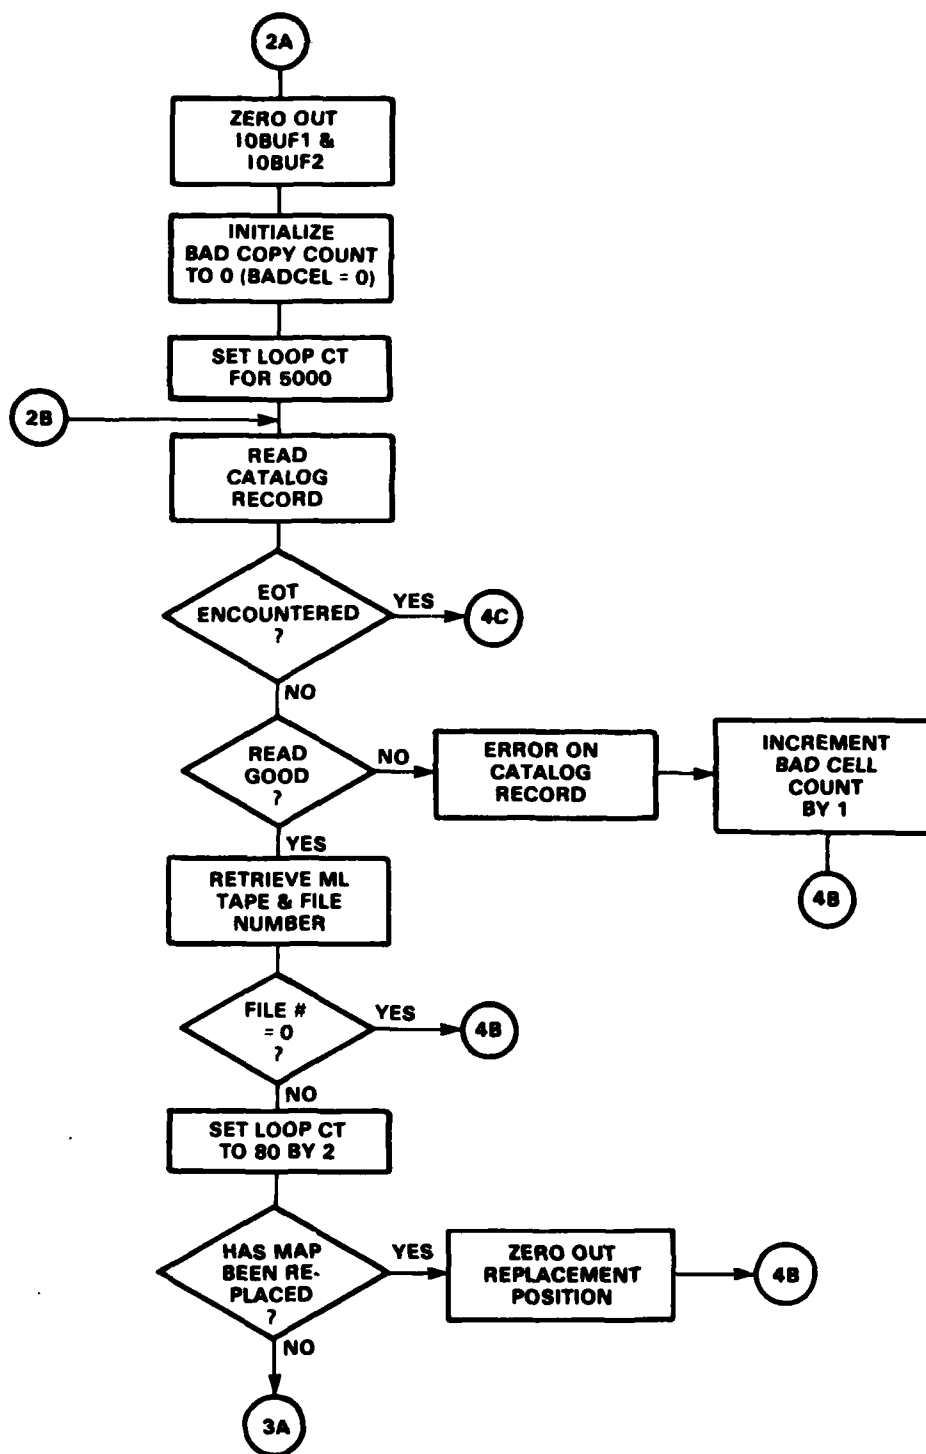 2A
ZERO OUT
IOBUF1 &
IOBUF2
INITIALIZE
BAD COPY COUNT
TO 0 (BADCEL = 0)
SET LOOP CT
FOR 5000
2B
READ
CATALOG
RECORD
EOT
ENCOUNTERED
?
YES
4C
NO
READ
GOOD
?
NO
ERROR ON
CATALOG
RECORD
INCREMENT
BAD CELL
COUNT
BY 1
4B
YES
RETRIEVE ML
TAPE & FILE
NUMBER
FILE #
= 0
?
YES
4B
NO
SET LOOP CT
TO 80 BY 2
HAS MAP
BEEN RE-
PLACED
?
YES
ZERO OUT
REPLACEMENT
POSITION
4B
NO
3A